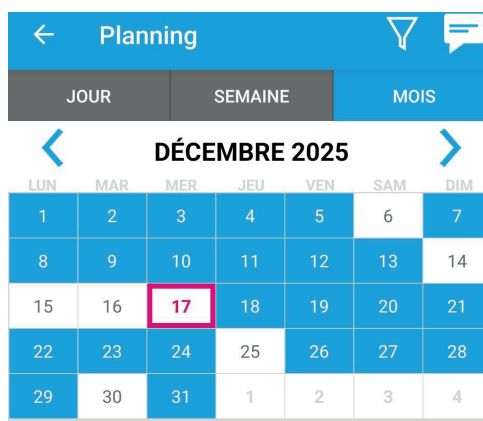 Planning
JOUR SEMAINE MOIS
DÉCEMBRE 2025
LUN MAR MER JEU VEN SAM DIM
1 2 3 4 5 6 7
8 9 10 11 12 13 14
15 16 17 18 19 20 21
22 23 24 25 26 27 28
29 30 31 1 2 3 4